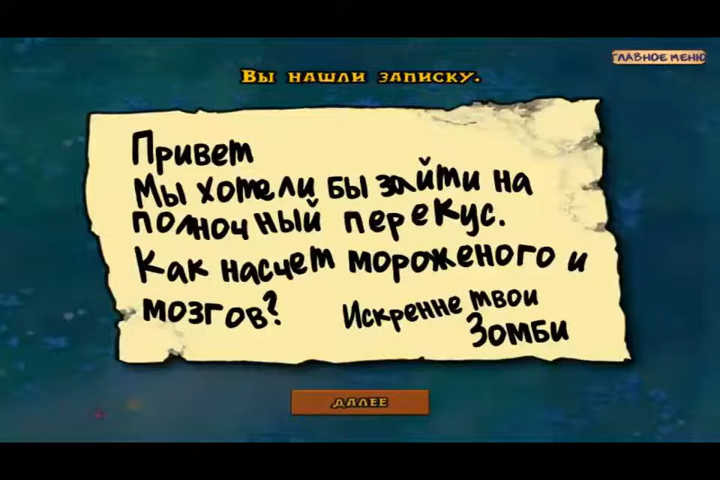 ГЛАВНОЕ МЕНЮ
Вы нашли записку.
Привет
Мы хотели бы зайти на
полночный перекус.
Как насчет мороженого и
мозгов?
Искренне твои
Зомби
ДАЛЕЕ